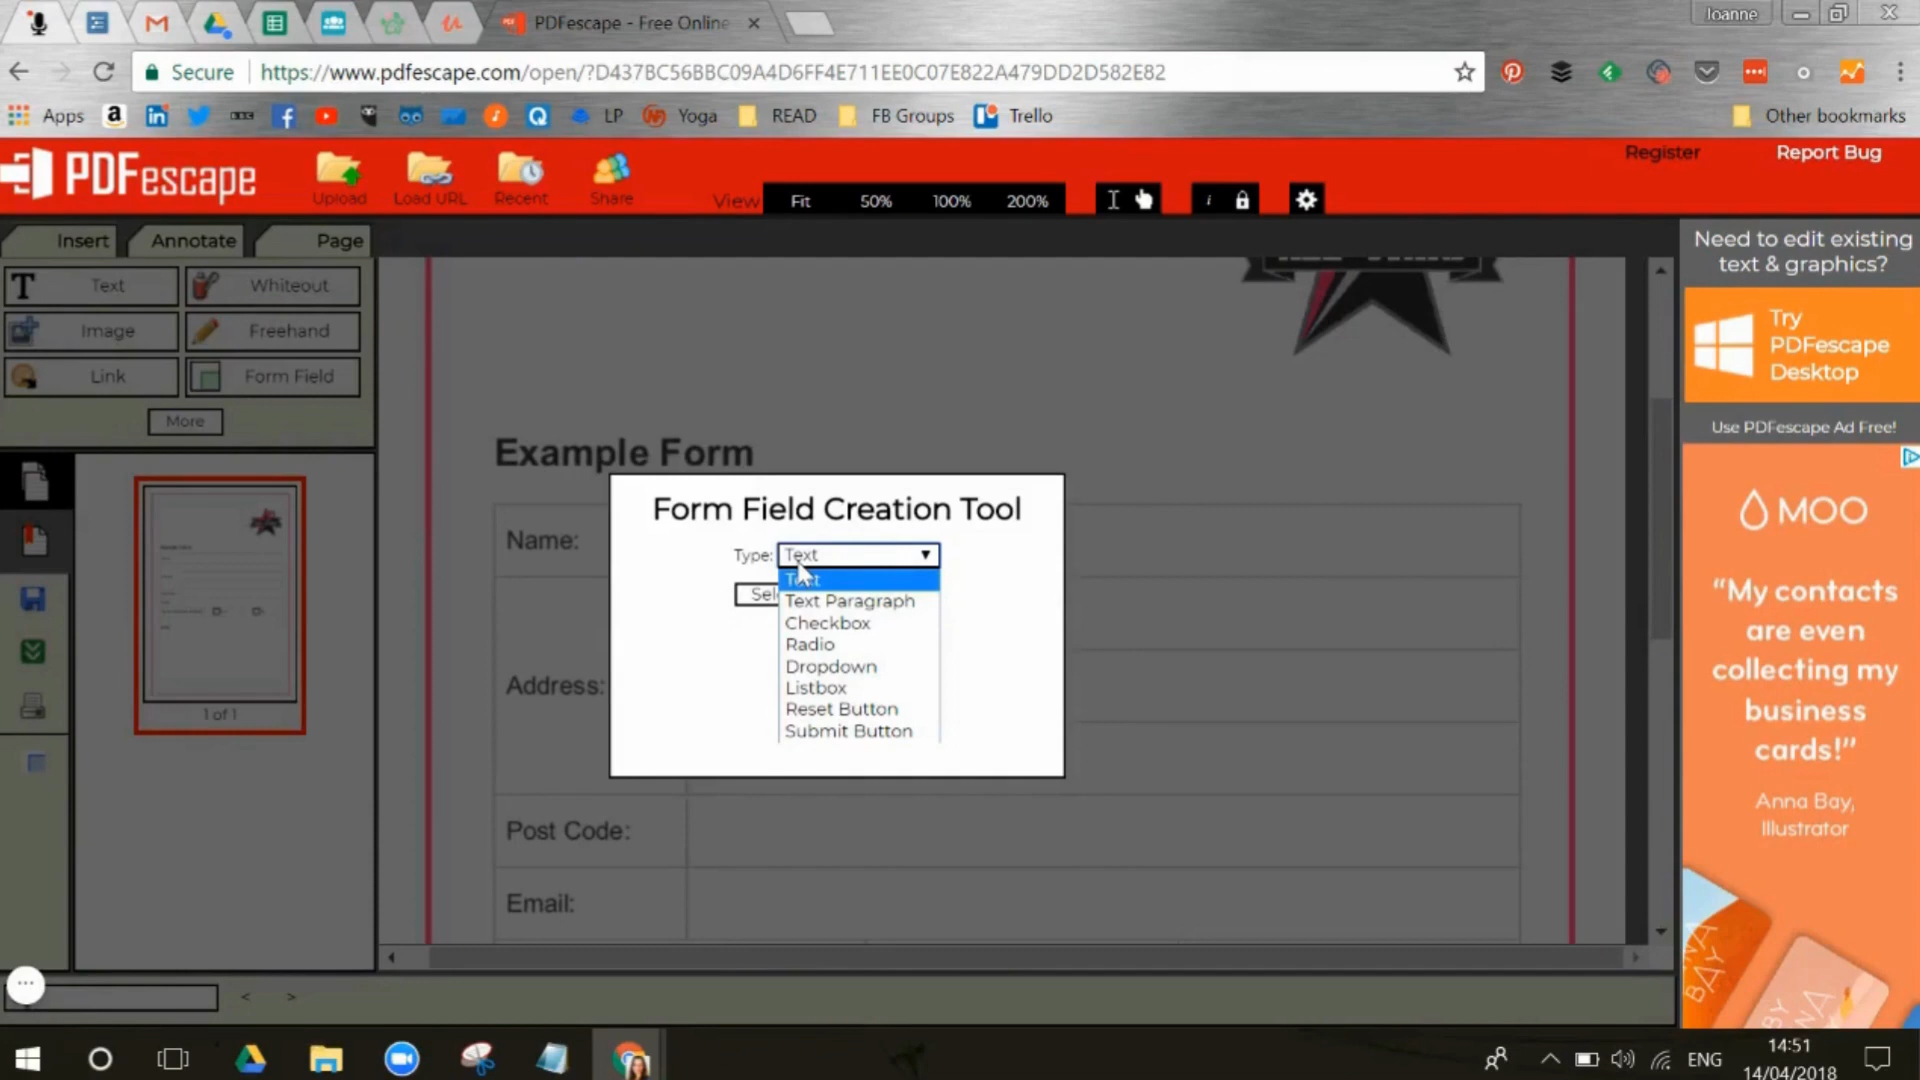 Joanne
PDFescape - Free Online
Secure https://www.pdfescape.com/open/?D437BC56BBC09A4D6FF4E711EE0C07E822A479DD2D582E82
Apps LP Yoga READ FB Groups Trello Other bookmarks
PDFescape
Upload Load URL Recent Share
View Fit 50% 100% 200%
Register Report Bug
Insert Annotate Page
Text Whiteout
Image Freehand
Link Form Field
More
1 of 1
Example Form
Name:
Address:
Post Code:
Email:
Form Field Creation Tool
Type: Text
Text
Text Paragraph
Checkbox
Radio
Dropdown
Listbox
Reset Button
Submit Button
Need to edit existing
text & graphics?
Try
PDFescape
Desktop
Use PDFescape Ad Free!
MOO
“My contacts
are even
collecting my
business
cards!”
Anna Bay,
Illustrator
< >
ENG
14:51
14/04/2018